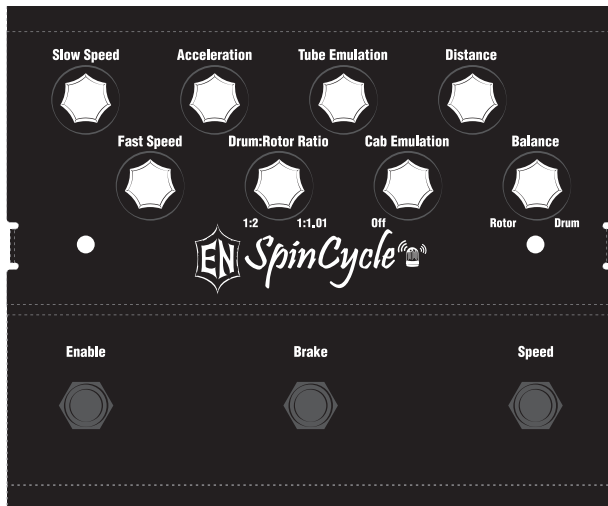 Slow Speed Acceleration Tube Emulation Distance
Fast Speed Drum:Rotor Ratio Cab Emulation Balance
1:2 1:1.01 Off Rotor Drum
EN SpinCycle
Enable Brake Speed